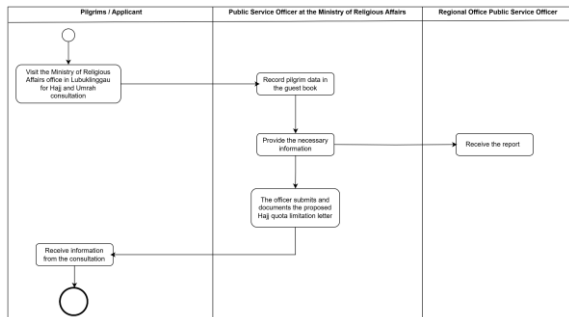 Pilgrims / Applicant
Public Service Officer at the Ministry of Religious Affairs
Regional Office Public Service Officer
Visit the Ministry of Religious
Affairs office in Lubuklinggau
for Hajj and Umrah
consultation
Record pilgrim data in
the guest book
Provide the necessary
information
Receive the report
The officer submits and
documents the proposed
Hajj quota limitation letter
Receive information
from the consultation